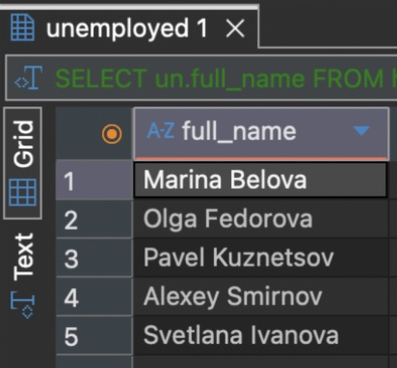 unemployed 1
SELECT un.full_name FROM
Grid
Text
A-Z full_name
1 Marina Belova
2 Olga Fedorova
3 Pavel Kuznetsov
4 Alexey Smirnov
5 Svetlana Ivanova